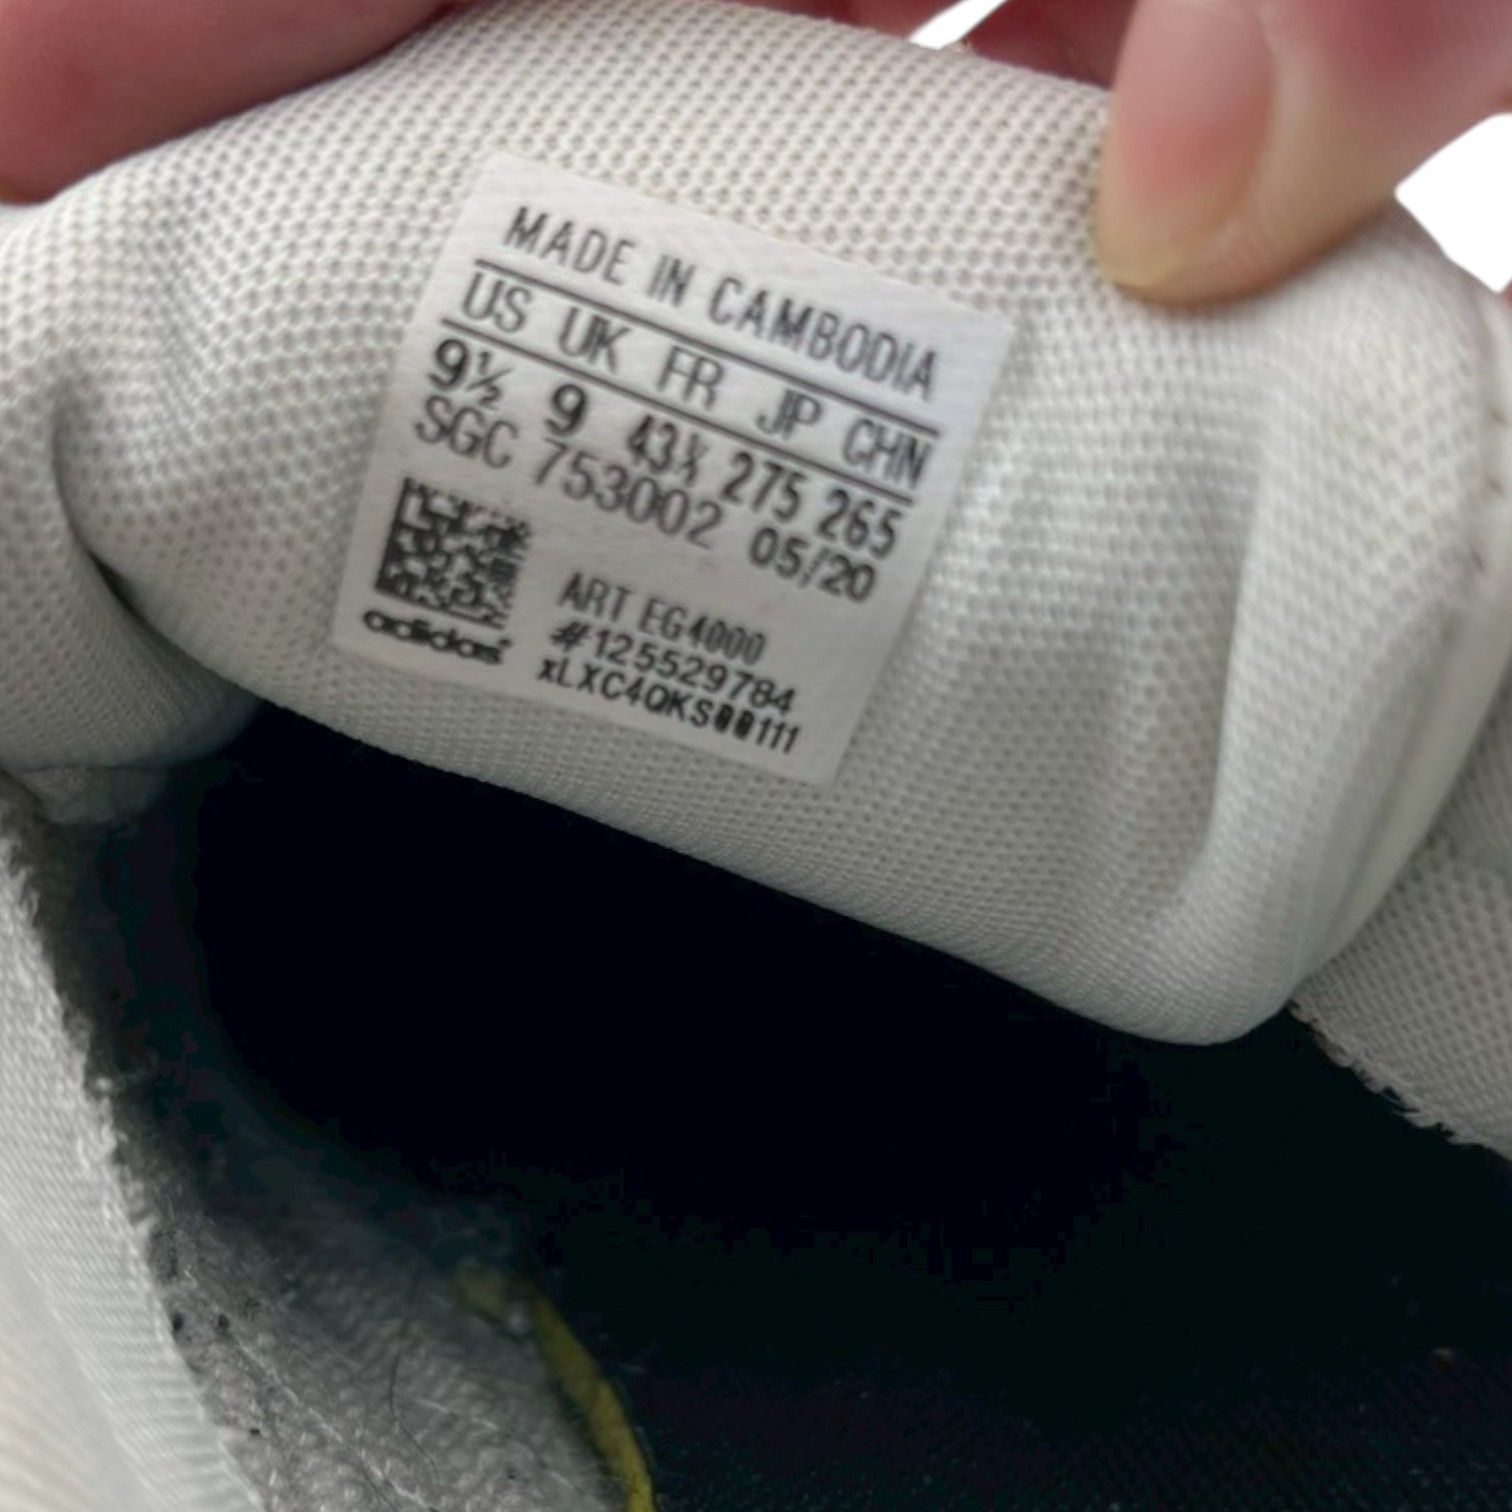 MADE IN CAMBODIA
US UK FR JP CHN
9½ 9 43⅓ 275 265
SGC 753002 05/20
ART EG4000
#125529784
xLXC4QKS00111
adidas